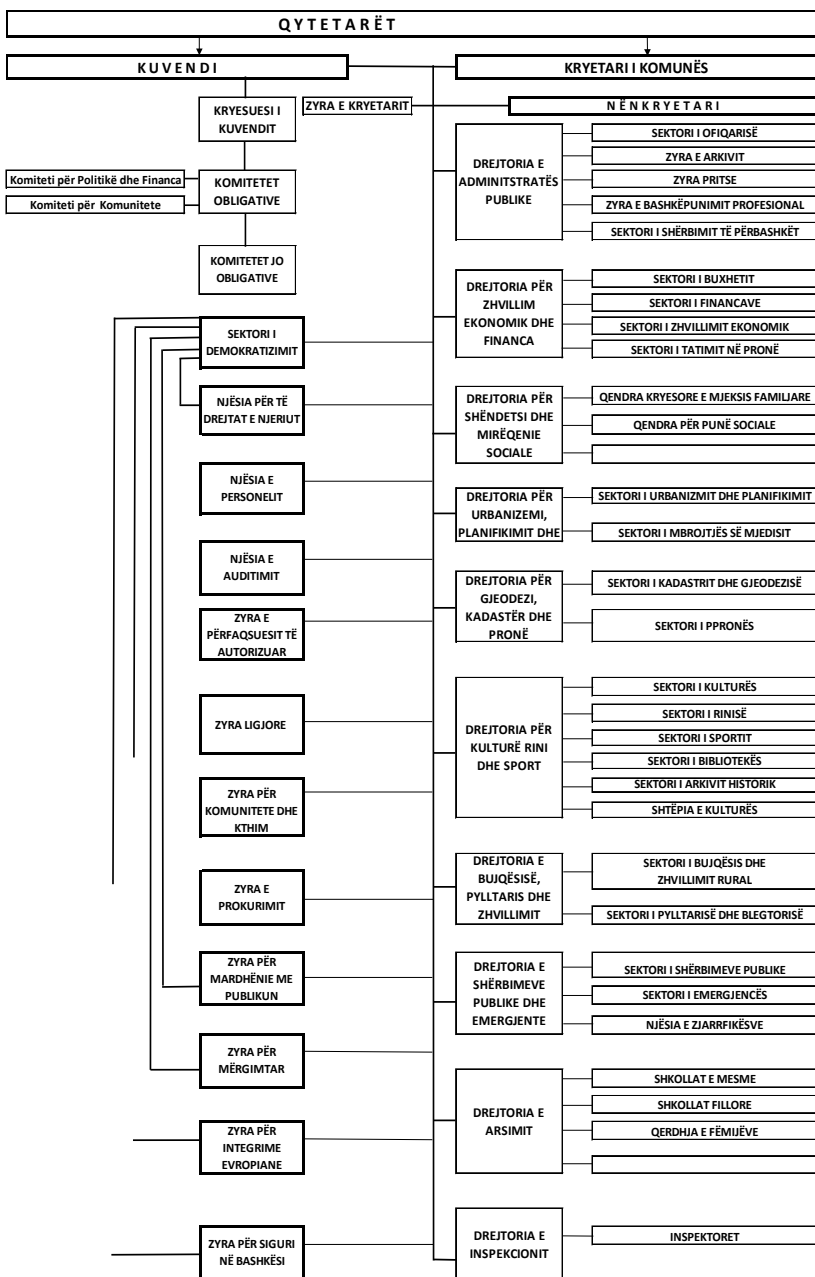 QYTETARËT
KUVENDI
KRYETARI I KOMUNËS
KRYESUESI I
KUVENDIT
ZYRA E KRYETARIT
NËNKRYETARI
Komiteti për Politikë dhe Financa
Komiteti për Komunitete
KOMITETET
OBLIGATIVE
KOMITETET JO
OBLIGATIVE
SEKTORI I
DEMOKRATIZIMIT
NJËSIA PËR TË
DREJTAT E NJERIUT
NJËSIA E
PERSONELIT
NJËSIA E
AUDITIMIT
ZYRA E
PËRFAQSUESIT TË
AUTORIZUAR
ZYRA LIGJORE
ZYRA PËR
KOMUNITETE DHE
KTHIM
ZYRA E
PROKURIMIT
ZYRA PËR
MARDHËNIE ME
PUBLIKUN
ZYRA PËR
MËRGIMTAR
ZYRA PËR
INTEGRIME
EVROPIANE
ZYRA PËR SIGURI
NË BASHKËSI
DREJTORIA E
ADMINITSTRATËS
PUBLIKE
SEKTORI I OFIQARISË
ZYRA E ARKIVIT
ZYRA PRITSE
ZYRA E BASHKËPUNIMIT PROFESIONAL
SEKTORI I SHËRBIMIT TË PËRBASHKËT
DREJTORIA PËR
ZHVILLIM
EKONOMIK DHE
FINANCA
SEKTORI I BUXHETIT
SEKTORI I FINANCAVE
SEKTORI I ZHVILLIMIT EKONOMIK
SEKTORI I TATIMIT NË PRONË
DREJTORIA PËR
SHËNDETSI DHE
MIRËQENIE
SOCIALE
QENDRA KRYESORE E MJEKSIS FAMILJARE
QENDRA PËR PUNË SOCIALE
DREJTORIA PËR
URBANIZEMI,
PLANIFIKIMIT DHE
SEKTORI I URBANIZMIT DHE PLANIFIKIMIT
SEKTORI I MBROJTJËS SË MJEDISIT
DREJTORIA PËR
GJEODEZI,
KADASTËR DHE
PRONË
SEKTORI I KADASTRIT DHE GJEODEZISË
SEKTORI I PPRONËS
DREJTORIA PËR
KULTURË RINI
DHE SPORT
SEKTORI I KULTURËS
SEKTORI I RINISË
SEKTORI I SPORTIT
SEKTORI I BIBLIOTEKËS
SEKTORI I ARKIVIT HISTORIK
SHTËPIA E KULTURËS
DREJTORIA E
BUJQËSISË,
PYLLTARIS DHE
ZHVILLIMIT
SEKTORI I BUJQËSIS DHE
ZHVILLIMIT RURAL
SEKTORI I PYLLTARISË DHE BLEGTORISË
DREJTORIA E
SHËRBIMEVE
PUBLIKE DHE
EMERGJENTE
SEKTORI I SHËRBIMEVE PUBLIKE
SEKTORI I EMERGJENCËS
NJËSIA E ZJARRFIKËSVE
DREJTORIA E
ARSIMIT
SHKOLLAT E MESME
SHKOLLAT FILLORE
QERDHJA E FËMIJËVE
DREJTORIA E
INSPEKCIONIT
INSPEKTORET